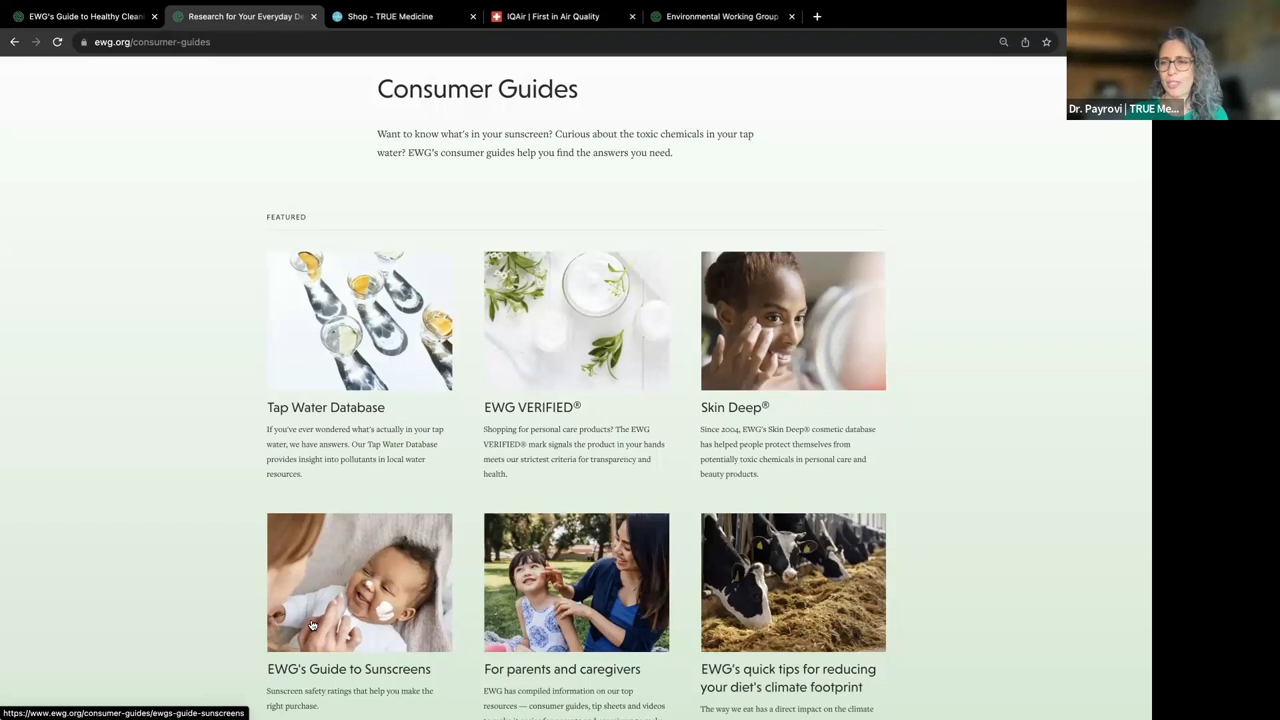 EWG's Guide to Healthy Cleani
Research for Your Everyday De
Shop - TRUE Medicine
IQAir | First in Air Quality
Environmental Working Group
ewg.org/consumer-guides
Dr. Payrovi | TRUE Me...
Consumer Guides
Want to know what's in your sunscreen? Curious about the toxic chemicals in your tap
water? EWG's consumer guides help you find the answers you need.
FEATURED
Tap Water Database
If you've ever wondered what's actually in your tap
water, we have answers. Our Tap Water Database
provides insight into pollutants in local water
resources.
EWG VERIFIED®
Shopping for personal care products? The EWG
VERIFIED® mark signals the product in your hands
meets our strictest criteria for transparency and
health.
Skin Deep®
Since 2004, EWG's Skin Deep® cosmetic database
has helped people protect themselves from
potentially toxic chemicals in personal care and
beauty products.
EWG's Guide to Sunscreens
Sunscreen safety ratings that help you make the
right purchase.
For parents and caregivers
EWG has compiled information on our top
resources — consumer guides, tip sheets and videos
EWG's quick tips for reducing
your diet's climate footprint
The way we eat has a direct impact on the climate
https://www.ewg.org/consumer-guides/ewgs-guide-sunscreens